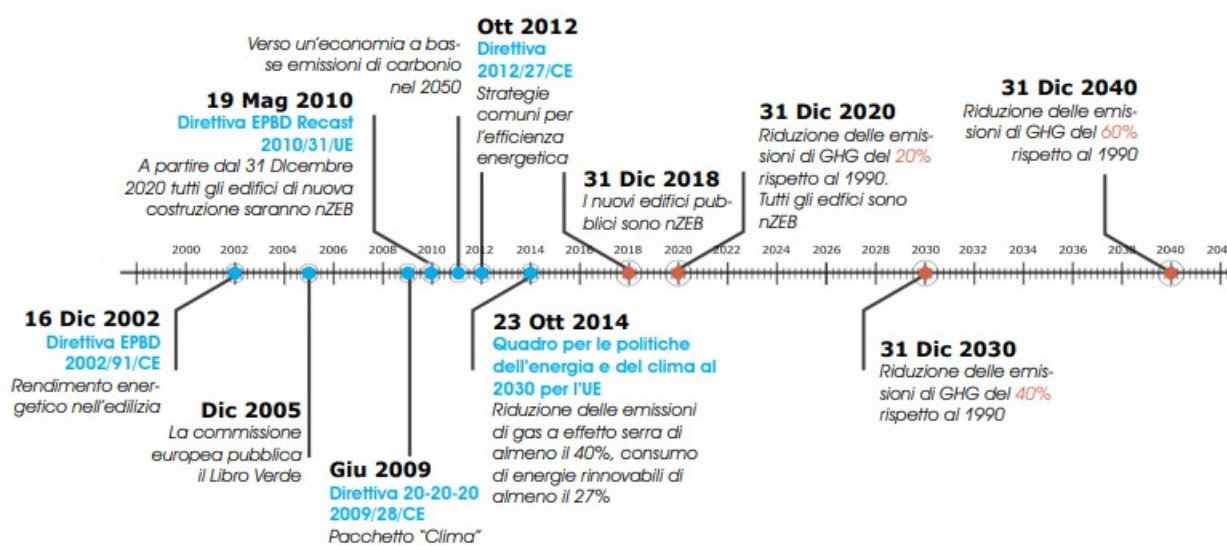 Verso un'economia a bas-
se emissioni di carbonio
nel 2050
19 Mag 2010
Direttiva EPBD Recast
2010/31/UE
A partire dal 31 DIcembre
2020 tutti gli edifici di nuova
costruzione saranno nZEB
Ott 2012
Direttiva
2012/27/CE
Strategie
comuni per
l'efficienza
energetica
31 Dic 2018
I nuovi edifici pub-
blici sono nZEB
31 Dic 2020
Riduzione delle emis-
sioni di GHG del 20%
rispetto al 1990.
Tutti gli edfici sono
nZEB
31 Dic 2040
Riduzione delle emis-
sioni di GHG del 60%
rispetto al 1990
2000 2002 2004 2006 2008 2010 2012 2014 2016 2018 2020 2022 2024 2026 2028 2030 2032 2034 2036 2038 2040 2042 204
16 Dic 2002
Direttiva EPBD
2002/91/CE
Rendimento ener-
getico nell'edilizia
Dic 2005
La commissione
europea pubblica
il Libro Verde
Giu 2009
Direttiva 20-20-20
2009/28/CE
Pacchetto "Clima"
23 Ott 2014
Quadro per le politiche
dell'energia e del clima al
2030 per l'UE
Riduzione delle emissioni
di gas a effetto serra di
almeno il 40%, consumo
di energie rinnovabili di
almeno il 27%
31 Dic 2030
Riduzione delle emis-
sioni di GHG del 40%
rispetto al 1990